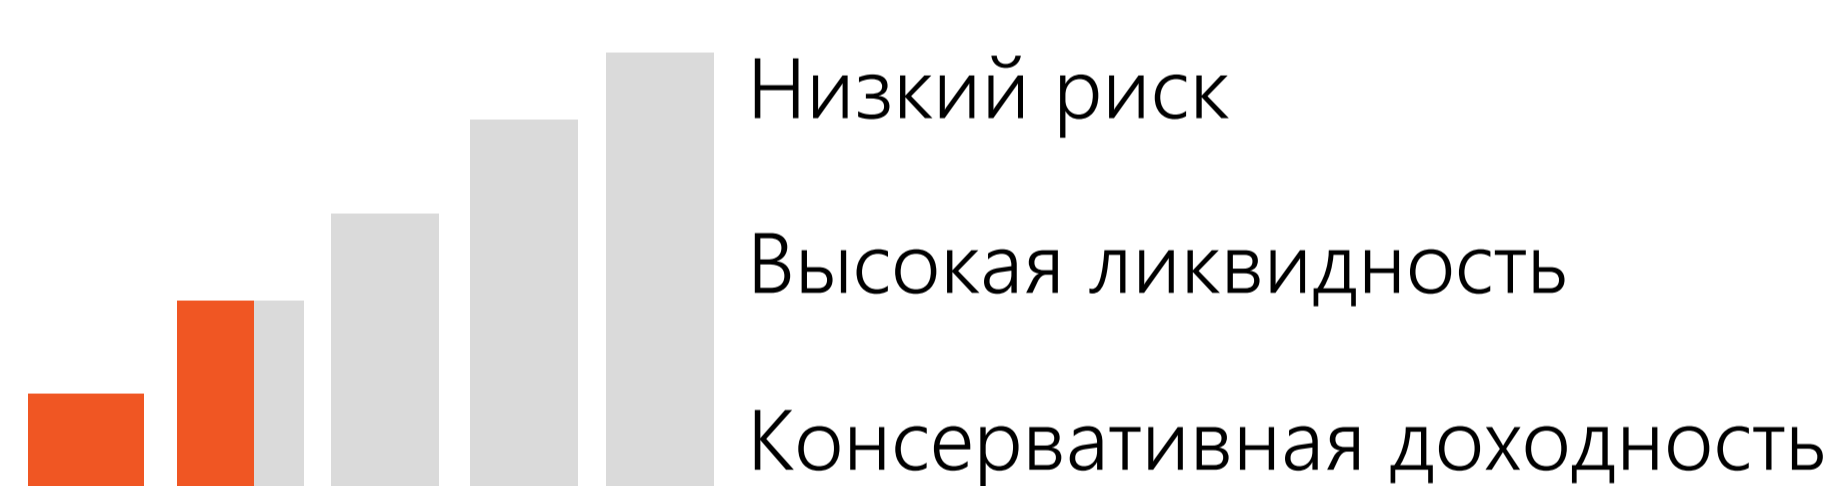 Низкий риск
Высокая ликвидность
Консервативная доходность